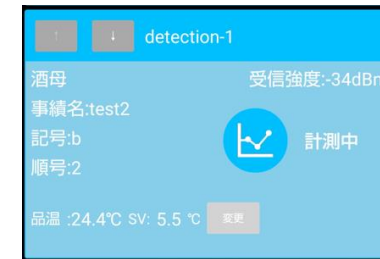 ↑ ↓ detection-1
酒母 受信強度:-34dBm
事績名:test2
記号:b
計測中
順号:2
品温 :24.4℃ SV: 5.5 ℃ 変更